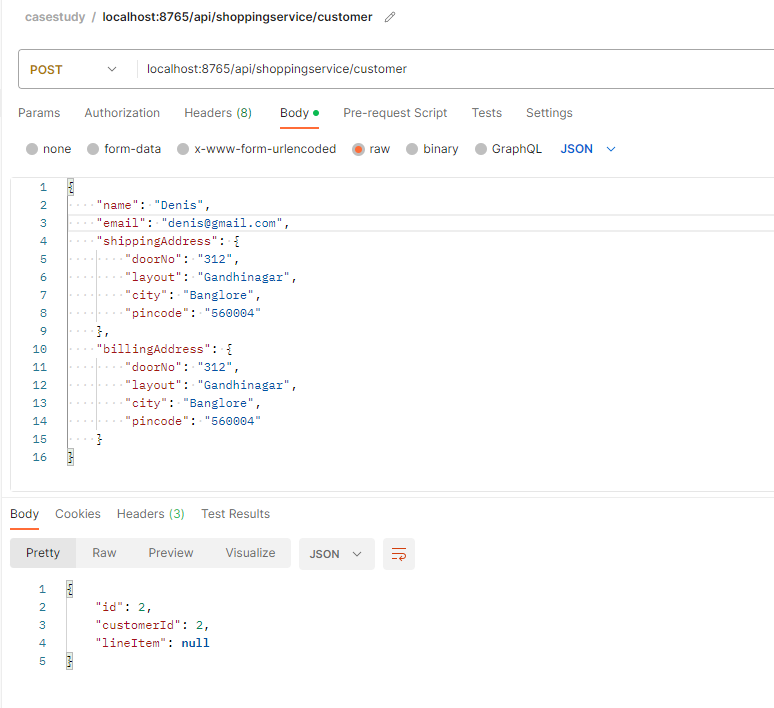 casestudy / localhost:8765/api/shoppingservice/customer
POST localhost:8765/api/shoppingservice/customer
Params Authorization Headers (8) Body Pre-request Script Tests Settings
none form-data x-www-form-urlencoded raw binary GraphQL JSON
1 {
2 "name": "Denis",
3 "email": "denis@gmail.com",
4 "shippingAddress": {
5 "doorNo": "312",
6 "layout": "Gandhinagar",
7 "city": "Banglore",
8 "pincode": "560004"
9 },
10 "billingAddress": {
11 "doorNo": "312",
12 "layout": "Gandhinagar",
13 "city": "Banglore",
14 "pincode": "560004"
15 }
16 }
Body Cookies Headers (3) Test Results
Pretty Raw Preview Visualize JSON
1 {
2 "id": 2,
3 "customerId": 2,
4 "lineItem": null
5 }